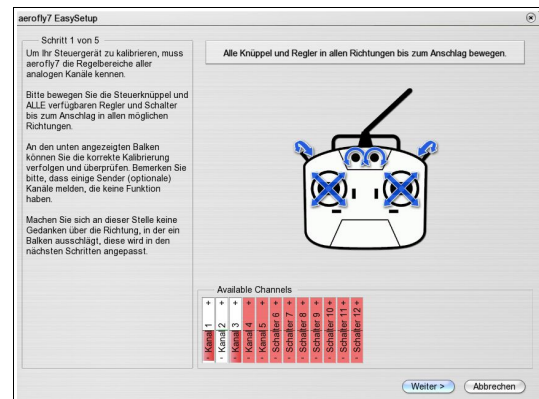 aerofly7 EasySetup
Schritt 1 von 5
Um Ihr Steuergerät zu kalibrieren, muss
aerofly7 die Regelbereiche aller
analogen Kanäle kennen.
Bitte bewegen Sie die Steuerknüppel und
ALLE verfügbaren Regler und Schalter
bis zum Anschlag in allen möglichen
Richtungen.
An den unten angezeigten Balken
können Sie die korrekte Kalibrierung
verfolgen und überprüfen. Bemerken Sie
bitte, dass einige Sender (optionale)
Kanäle melden, die keine Funktion
haben.
Machen Sie sich an dieser Stelle keine
Gedanken über die Richtung, in der ein
Balken ausschlägt, diese wird in den
nächsten Schritten angepasst.
Alle Knüppel und Regler in allen Richtungen bis zum Anschlag bewegen.
Available Channels
- Kanal 1 +
- Kanal 2 +
- Kanal 3 +
- Kanal 4 +
- Kanal 5 +
- Schalter 6 +
- Schalter 7 +
- Schalter 8 +
- Schalter 9 +
- Schalter 10 +
- Schalter 11 +
- Schalter 12 +
Weiter >
Abbrechen